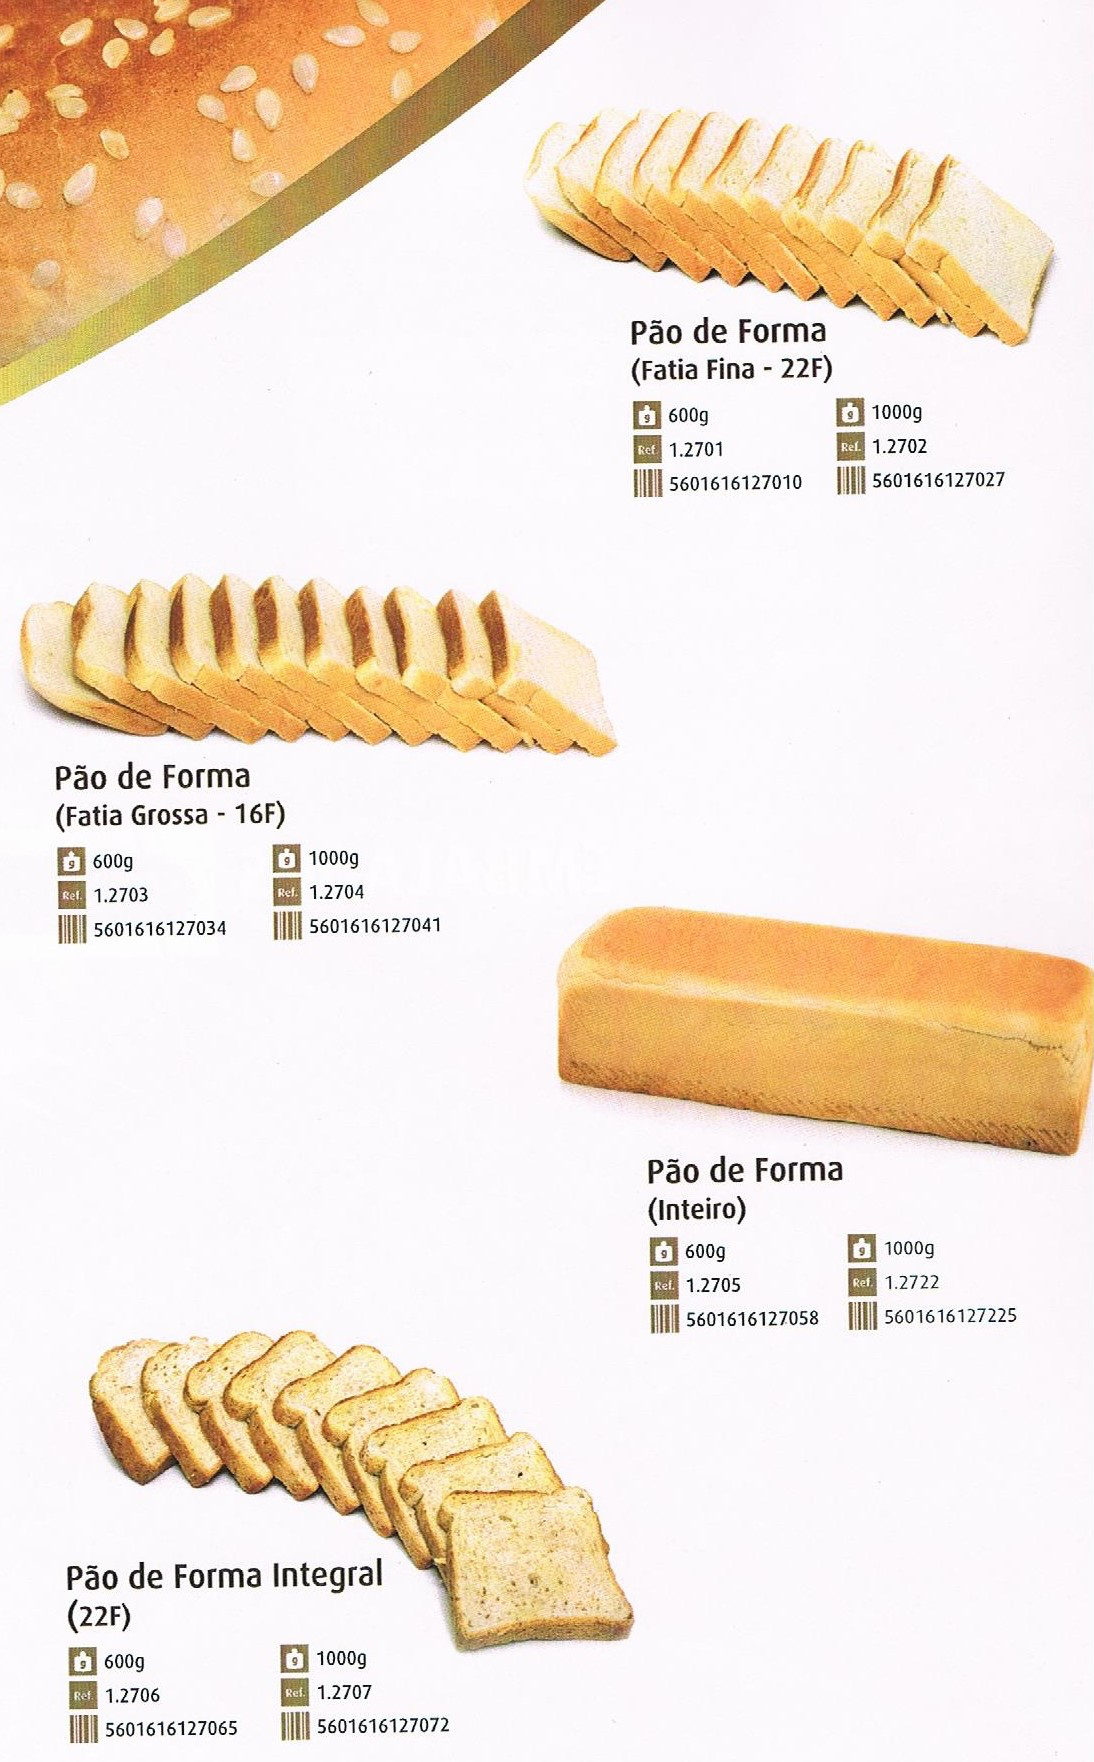 Pão de Forma
(Fatia Fina - 22F)
g 600g g 1000g
Ref. 1.2701 Ref. 1.2702
5601616127010 5601616127027
Pão de Forma
(Fatia Grossa - 16F)
g 600g g 1000g
Ref. 1.2703 Ref. 1.2704
5601616127034 5601616127041
Pão de Forma
(Inteiro)
g 600g g 1000g
Ref. 1.2705 Ref. 1.2722
5601616127058 5601616127225
Pão de Forma Integral
(22F)
g 600g g 1000g
Ref. 1.2706 Ref. 1.2707
5601616127065 5601616127072